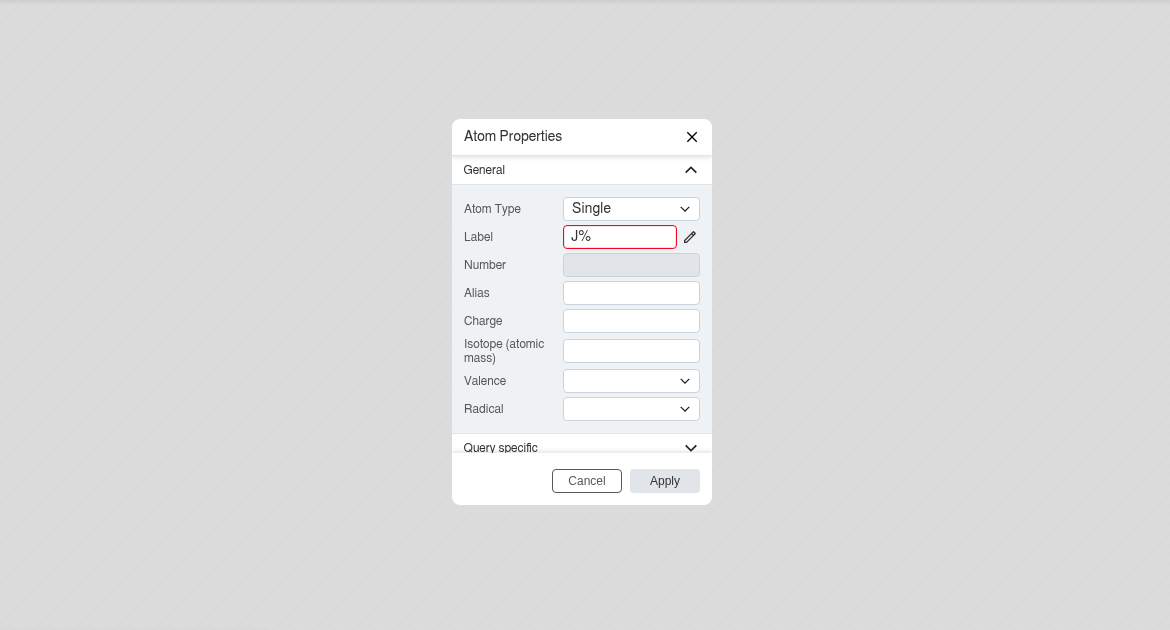 Atom Properties
General
Atom Type Single
Label J%
Number
Alias
Charge
Isotope (atomic
mass)
Valence
Radical
Query specific
Cancel Apply